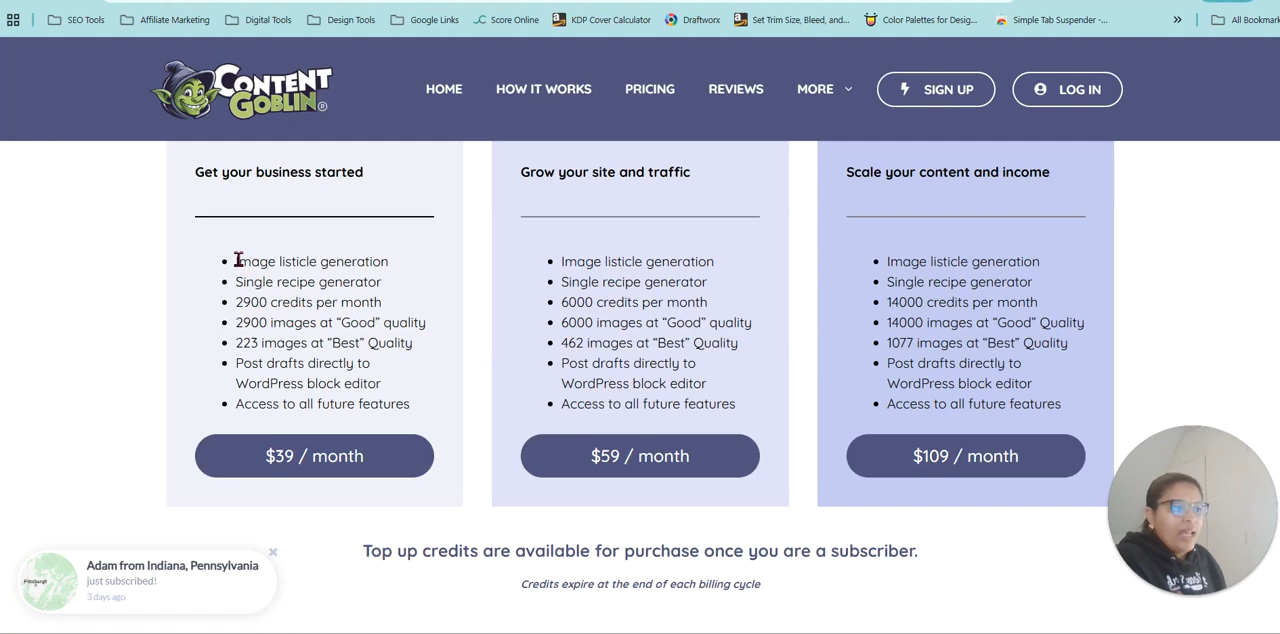 SEO Tools Affiliate Marketing Digital Tools Design Tools Google Links Score Online KDP Cover Calculator Draftworx Set Trim Size, Bleed, and... Color Palettes for Desig... Simple Tab Suspender -... » All Bookmark
CONTENT GOBLIN ® HOME HOW IT WORKS PRICING REVIEWS MORE SIGN UP LOG IN
Get your business started
Image listicle generation
Single recipe generator
2900 credits per month
2900 images at “Good” quality
223 images at “Best” Quality
Post drafts directly to
WordPress block editor
Access to all future features
$39 / month
Grow your site and traffic
Image listicle generation
Single recipe generator
6000 credits per month
6000 images at “Good” quality
462 images at “Best” Quality
Post drafts directly to
WordPress block editor
Access to all future features
$59 / month
Scale your content and income
Image listicle generation
Single recipe generator
14000 credits per month
14000 images at “Good” Quality
1077 images at “Best” Quality
Post drafts directly to
WordPress block editor
Access to all future features
$109 / month
Top up credits are available for purchase once you are a subscriber.
Credits expire at the end of each billing cycle
Pittsburgh
Adam from Indiana, Pennsylvania
just subscribed!
3 days ago